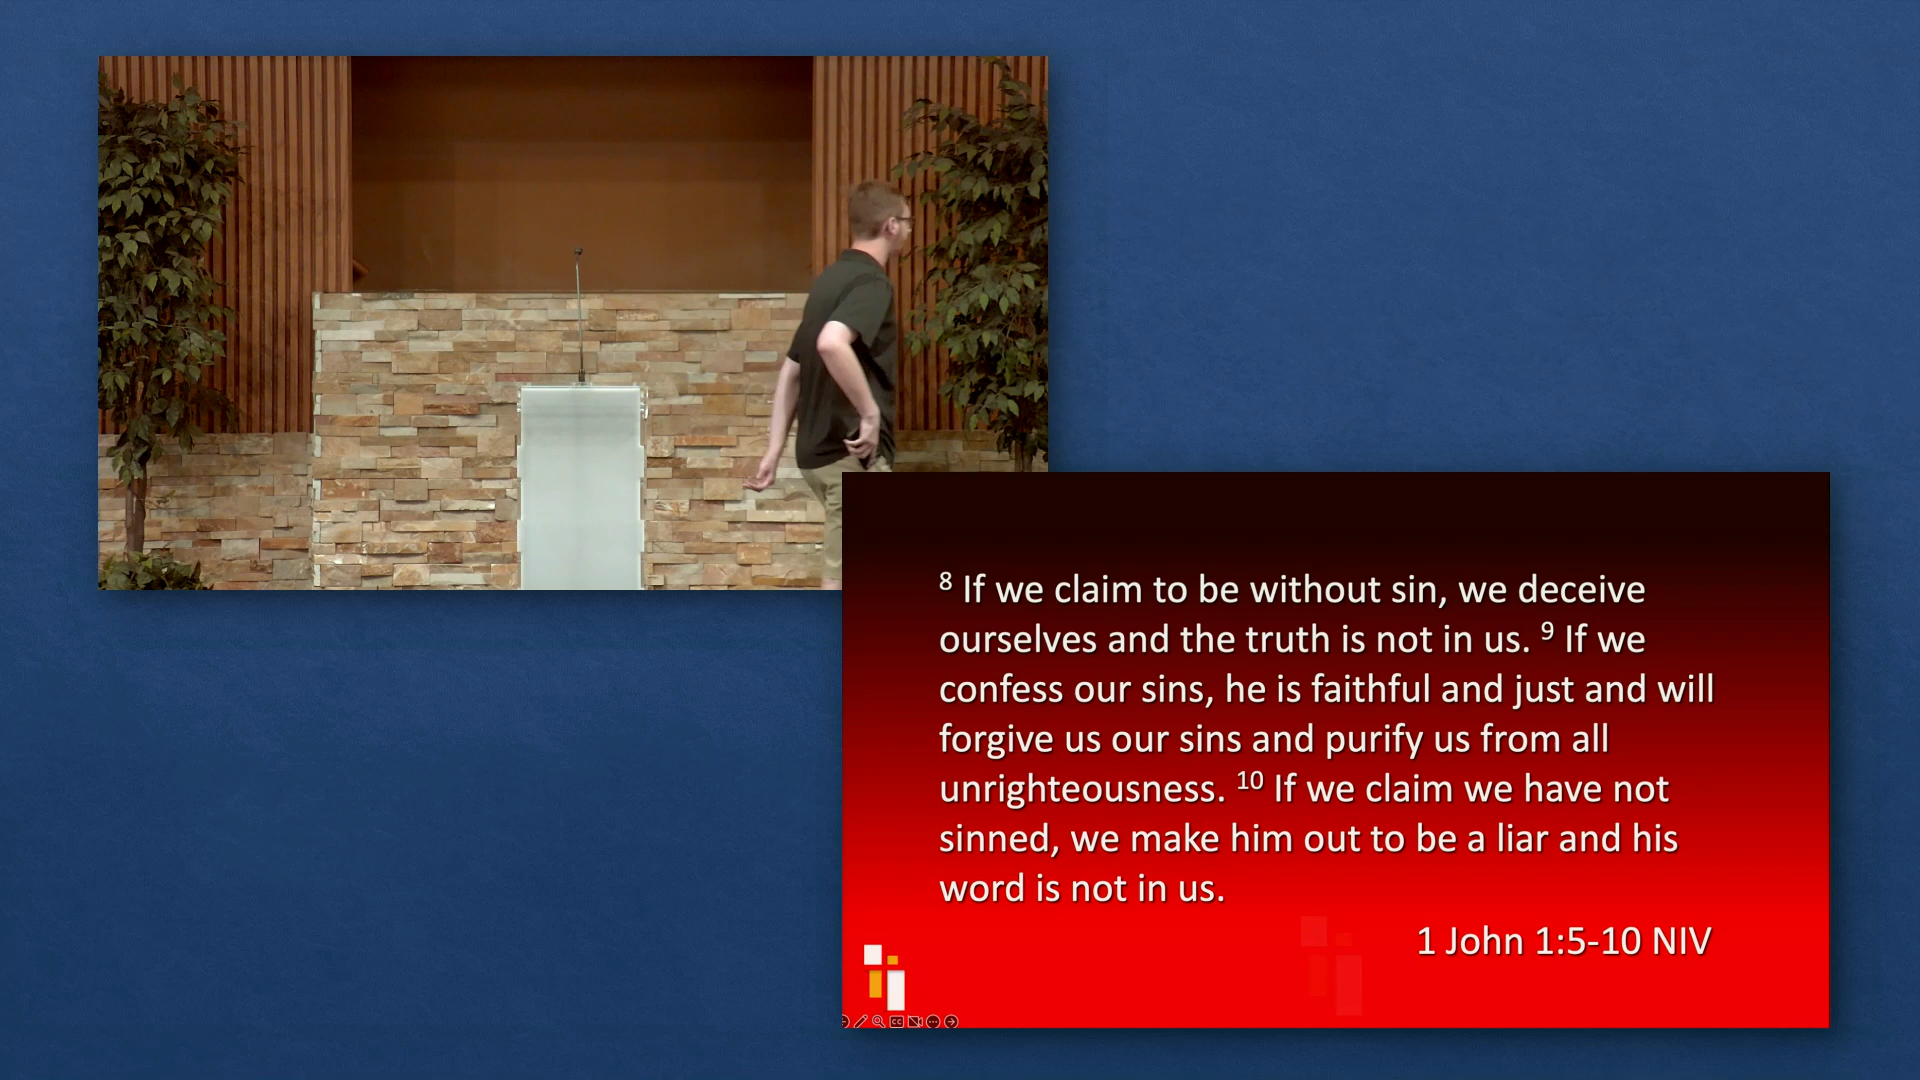 8 If we claim to be without sin, we deceive
ourselves and the truth is not in us. 9 If we
confess our sins, he is faithful and just and will
forgive us our sins and purify us from all
unrighteousness. 10 If we claim we have not
sinned, we make him out to be a liar and his
word is not in us.
1 John 1:5-10 NIV
CC